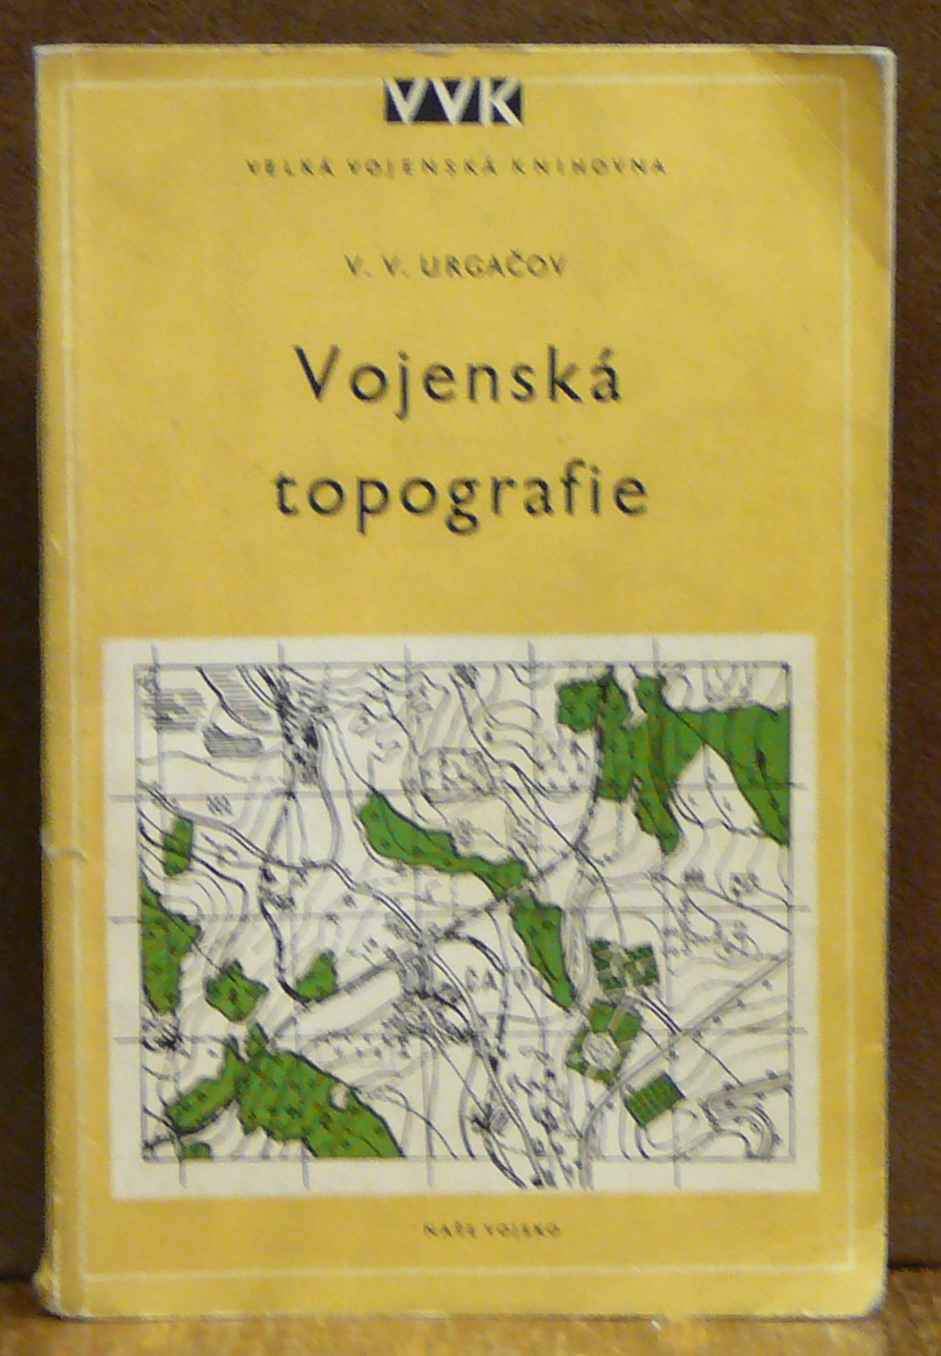 VVK
VELKÁ VOJENSKÁ KNIHOVNA
V. V. URGAČOV
Vojenská
topografie
NAŠE VOJSKO